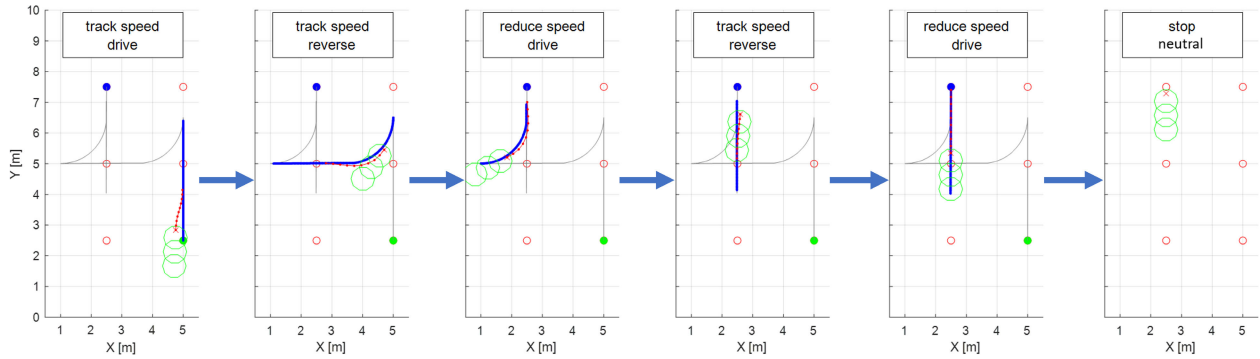 track speed
drive
track speed
reverse
reduce speed
drive
track speed
reverse
reduce speed
drive
stop
neutral
10
9
8
7
6
5
4
3
2
1
0
Y [m]
1 2 3 4 5
1 2 3 4 5
1 2 3 4 5
1 2 3 4 5
1 2 3 4 5
1 2 3 4 5
X [m]
X [m]
X [m]
X [m]
X [m]
X [m]